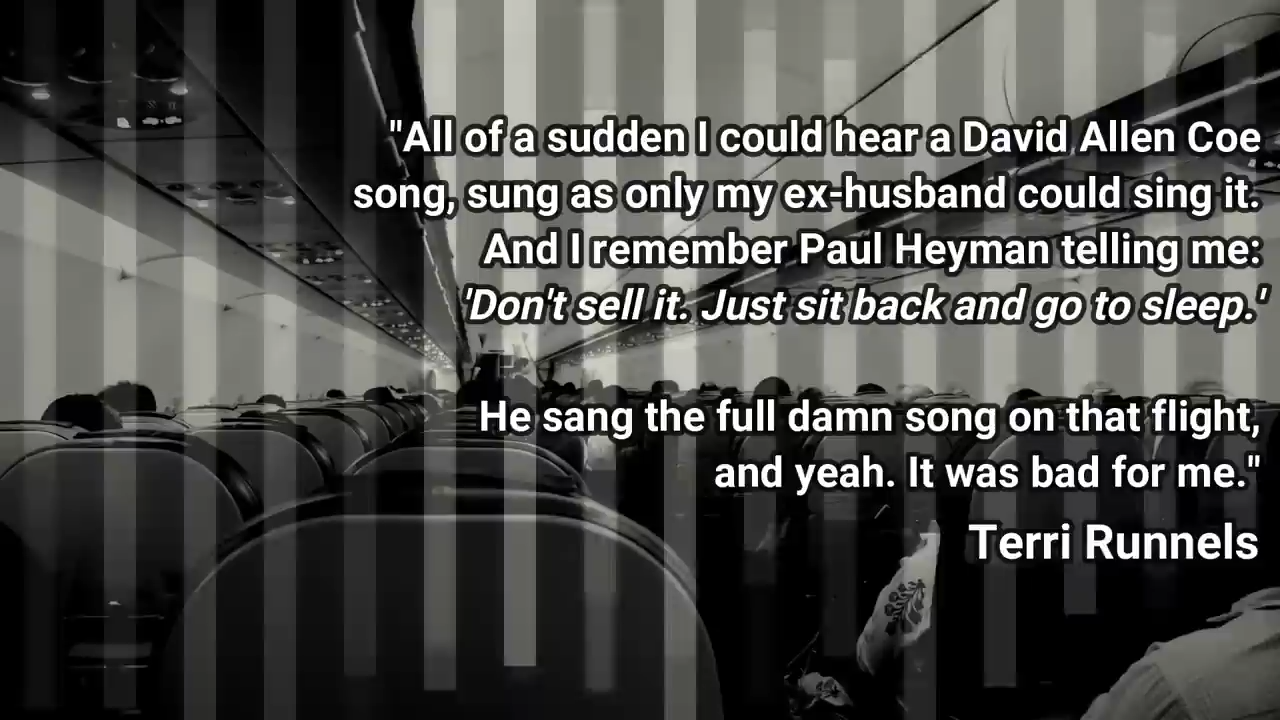 "All of a sudden I could hear a David Allen Coe
song, sung as only my ex-husband could sing it.
And I remember Paul Heyman telling me:
'Don't sell it. Just sit back and go to sleep.'
He sang the full damn song on that flight,
and yeah. It was bad for me."
Terri Runnels